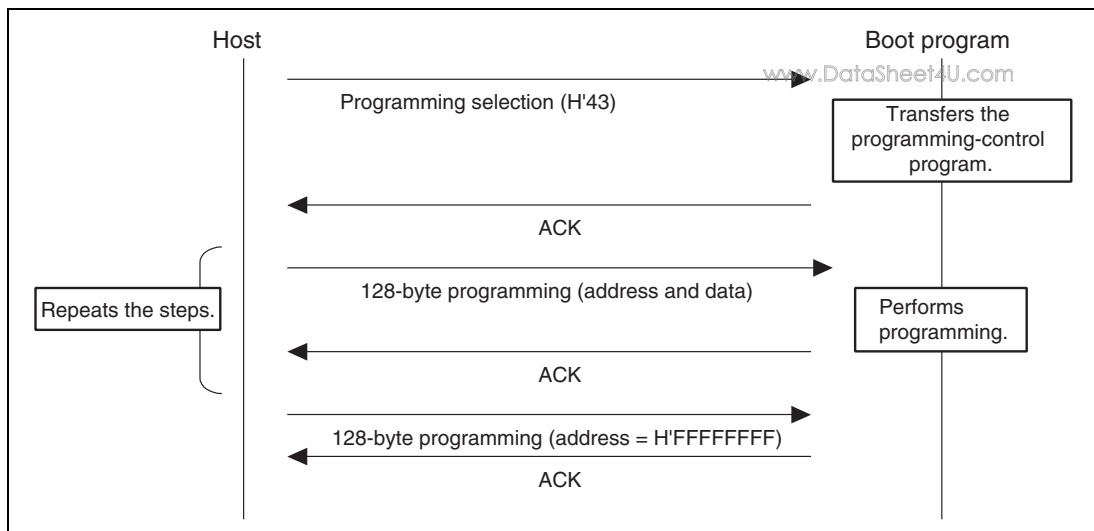 Host
Boot program
www.DataSheet4U.com
Programming selection (H'43)
Transfers the
programming-control
program.
ACK
128-byte programming (address and data)
Repeats the steps.
Performs
programming.
ACK
128-byte programming (address = H'FFFFFFFF)
ACK